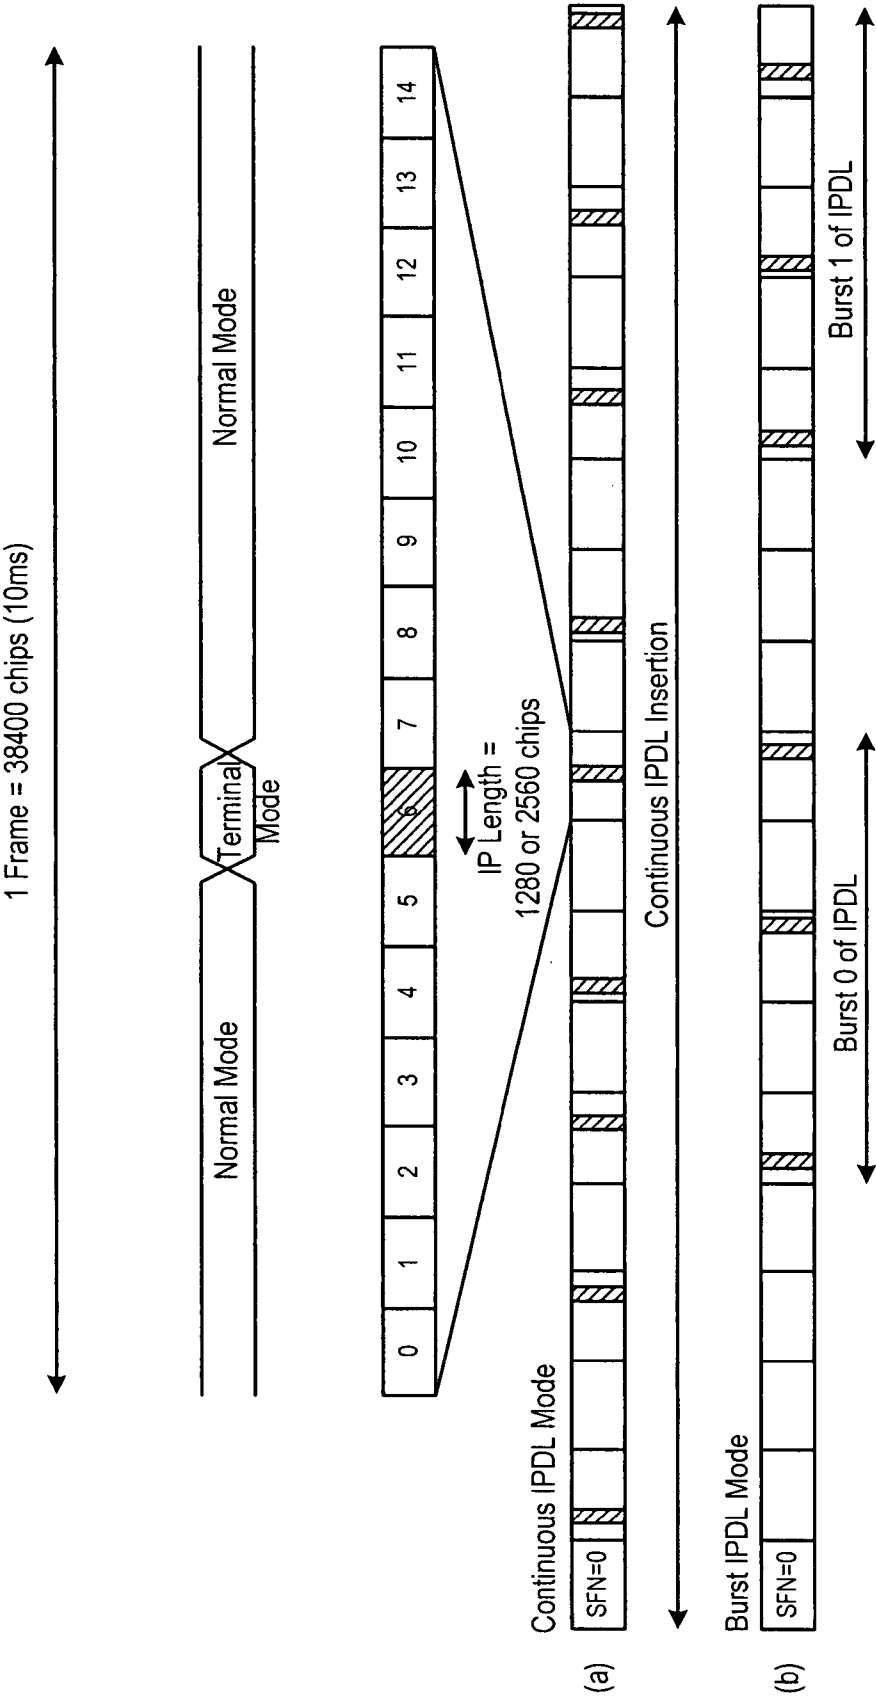 1 Frame = 38400 chips (10ms)
Normal Mode
Terminal
Mode
Normal Mode
0 1 2 3 4 5 6 7 8 9 10 11 12 13 14
IP Length =
1280 or 2560 chips
Continuous IPDL Mode
(a) SFN=0
Continuous IPDL Insertion
Burst IPDL Mode
(b) SFN=0
Burst 0 of IPDL
Burst 1 of IPDL